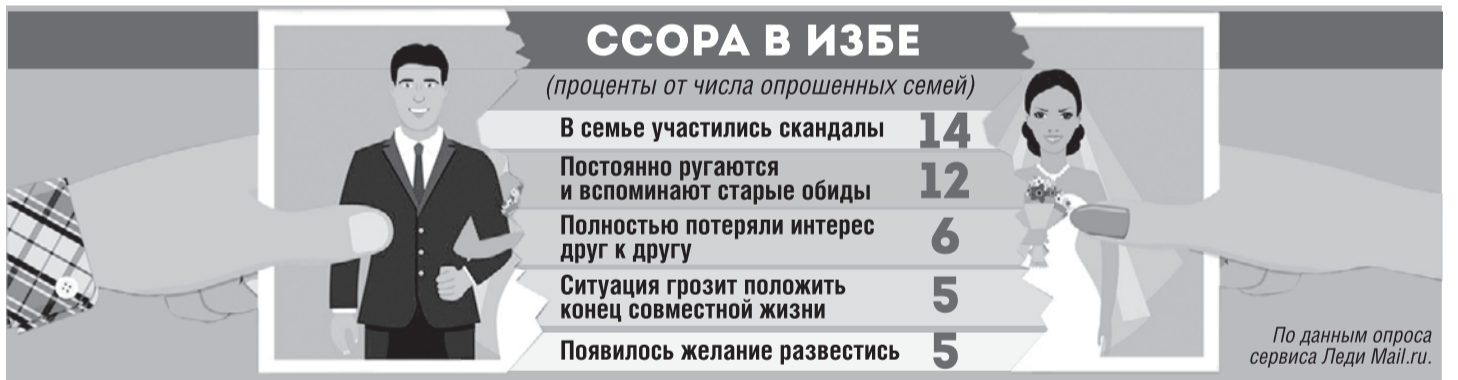 ССОРА В ИЗБЕ
(проценты от числа опрошенных семей)
В семье участились скандалы 14
Постоянно ругаются
и вспоминают старые обиды 12
Полностью потеряли интерес
друг к другу 6
Ситуация грозит положить
конец совместной жизни 5
Появилось желание развестись 5
По данным опроса
сервиса Леди Mail.ru.